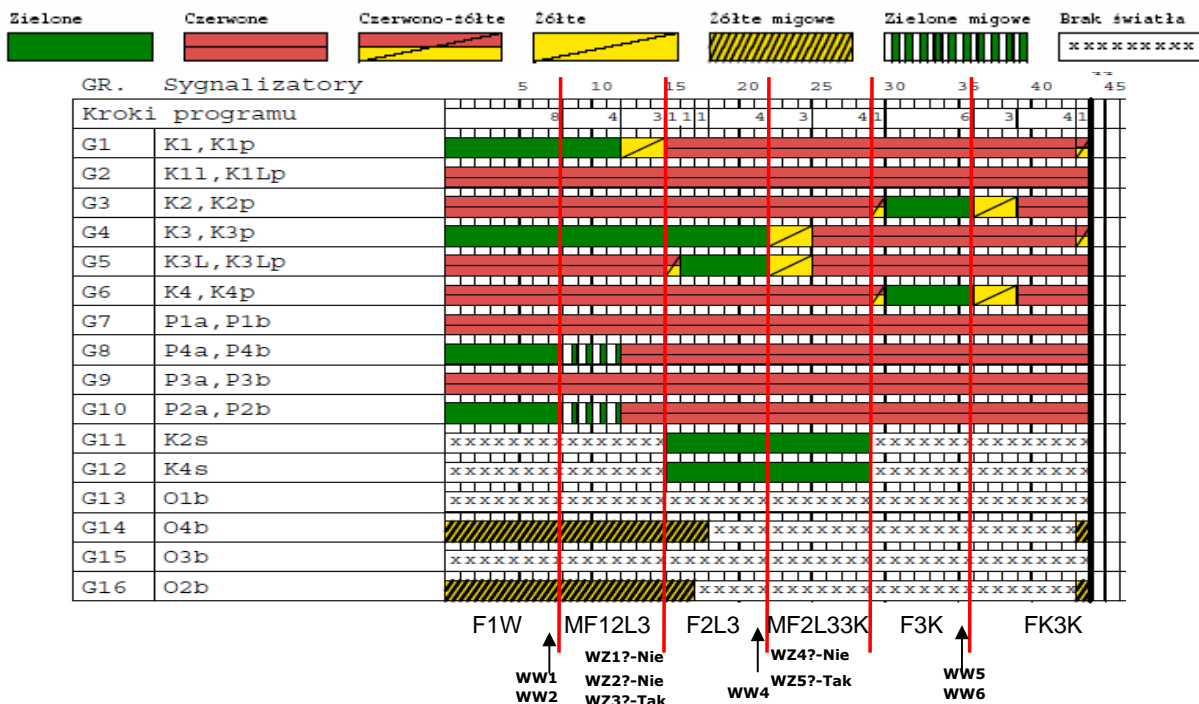 Zielone Czerwone Czerwono-sółte Żółte Żółte migowe Zielone migowe Brak światła
xxxxxxxxxx
44
GR. Sygnalizatory 5 10 15 20 25 30 35 40 45
Kroki programu 8 4 3 1 1 1 4 3 4 1 6 3 4 1
G1 K1,K1p
G2 K1l,K1Lp
G3 K2,K2p
G4 K3,K3p
G5 K3L,K3Lp
G6 K4,K4p
G7 P1a,P1b
G8 P4a,P4b
G9 P3a,P3b
G10 P2a,P2b
G11 K2s
G12 K4s
G13 O1b
G14 O4b
G15 O3b
G16 O2b
F1W MF12L3 F2L3 MF2L33K F3K FK3K
WZ1?-Nie WZ4?-Nie
WW1 WZ2?-Nie WZ5?-Tak WW5
WW2 WZ3?-Tak WW4 WW6